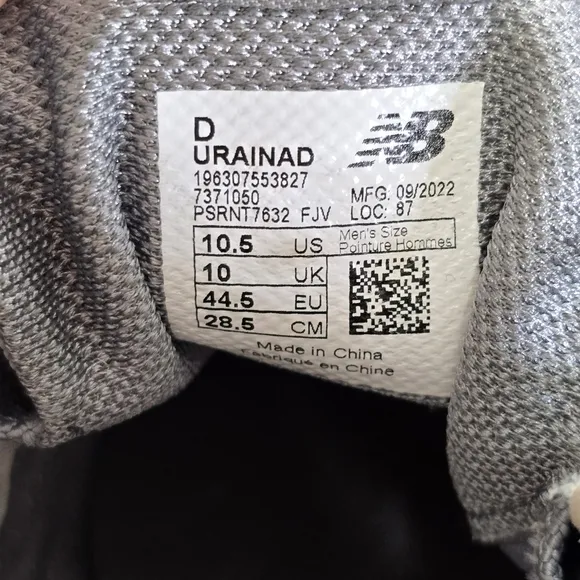 D
URAINAD
NB
196307553827
7371050
MFG. 09/2022
PSRNT7632 FJV LOC: 87
10.5 US
Men's Size
Pointure Hommes
10 UK
44.5 EU
28.5 CM
Made in China
Fabriqué en Chine